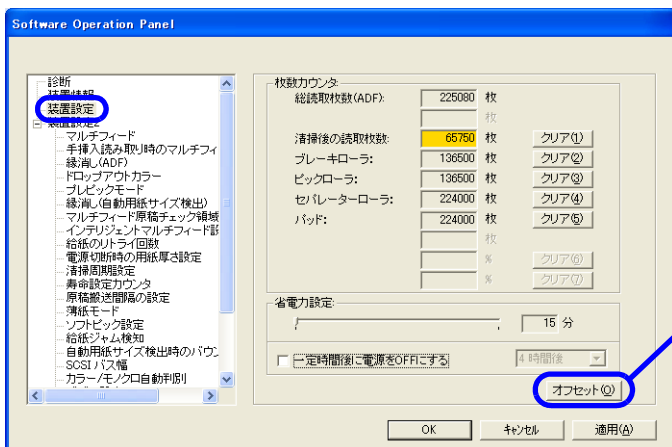 Software Operation Panel
診断
装置情報
装置設定
装置設定2
マルチフィード
手挿入読み取り時のマルチフィ
縁消し(ADF)
ドロップアウトカラー
プレピックモード
縁消し(自動用紙サイズ検出)
マルチフィード原稿チェック領域
インテリジェントマルチフィード設
給紙のリトライ回数
電源切断時の用紙厚さ設定
清掃周期設定
寿命設定カウンタ
原稿搬送間隔の設定
薄紙モード
ソフトピック設定
給紙ジャム検知
自動用紙サイズ検出時のバウン
SCSI バス幅
カラー/モノクロ自動判別
枚数カウンタ
総読取枚数(ADF): 225080 枚
枚
清掃後の読取枚数: 65750 枚 クリア(1)
ブレーキローラ: 136500 枚 クリア(2)
ピックローラ: 136500 枚 クリア(3)
セパレーターローラ: 224000 枚 クリア(4)
パッド: 224000 枚 クリア(5)
枚
% クリア(6)
% クリア(7)
省電力設定:
15 分
一定時間後に電源をOFFにする 4 時間後
オフセット(O)
OK キャンセル 適用(A)